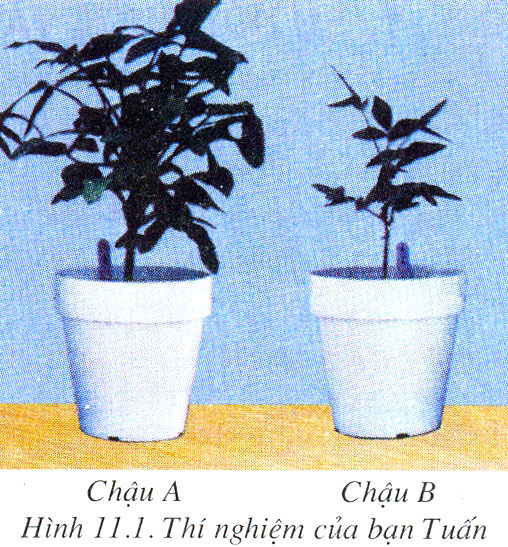 Chậu A Chậu B
Hình 11.1. Thí nghiệm của bạn Tuấn